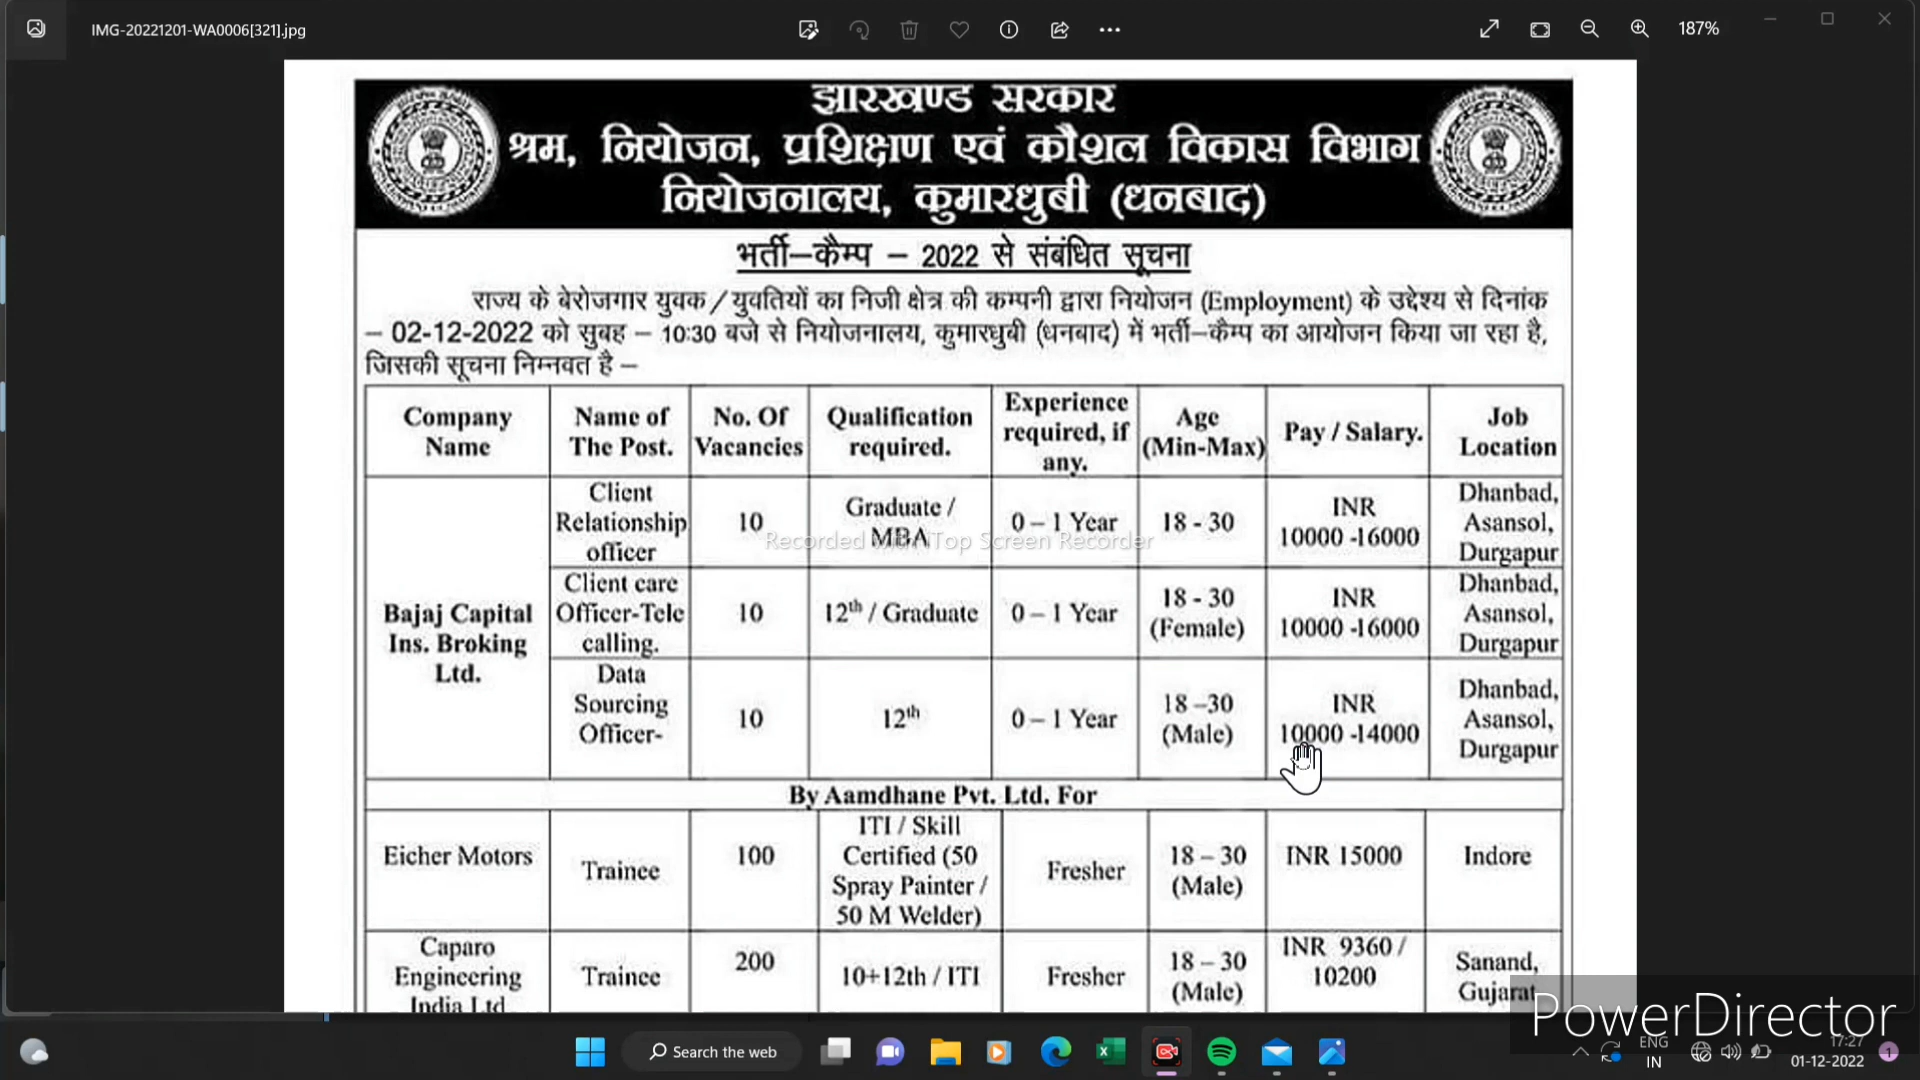 IMG-20221201-WA0006[321].jpg
187%
झारखण्ड सरकार
श्रम, नियोजन, प्रशिक्षण एवं कौशल विकास विभाग
नियोजनालय, कुमारधुबी (धनबाद)
भर्ती–कैम्प – 2022 से संबंधित सूचना
राज्य के बेरोजगार युवक/युवतियों का निजी क्षेत्र की कम्पनी द्वारा नियोजन (Employment) के उद्देश्य से दिनांक
– 02-12-2022 को सुबह – 10:30 बजे से नियोजनालय, कुमारधुबी (धनबाद) में भर्ती–कैम्प का आयोजन किया जा रहा है,
जिसकी सूचना निम्नवत है –
Company Name | Name of The Post. | No. Of Vacancies | Qualification required. | Experience required, if any. | Age (Min-Max) | Pay / Salary. | Job Location
Bajaj Capital Ins. Broking Ltd. | Client Relationship officer | 10 | Graduate / MBA | 0 – 1 Year | 18 - 30 | INR 10000 -16000 | Dhanbad, Asansol, Durgapur
Client care Officer-Tele calling. | 10 | 12th / Graduate | 0 – 1 Year | 18 - 30 (Female) | INR 10000 -16000 | Dhanbad, Asansol, Durgapur
Data Sourcing Officer- | 10 | 12th | 0 – 1 Year | 18 –30 (Male) | INR 10000 -14000 | Dhanbad, Asansol, Durgapur
Recorded with iTop Screen Recorder
By Aamdhane Pvt. Ltd. For
Eicher Motors | Trainee | 100 | ITI / Skill Certified (50 Spray Painter / 50 M Welder) | Fresher | 18 – 30 (Male) | INR 15000 | Indore
Caparo Engineering India Ltd | Trainee | 200 | 10+12th / ITI | Fresher | 18 – 30 (Male) | INR 9360 / 10200 | Sanand, Gujarat
PowerDirector
Search the web
ENG
IN
17:27
01-12-2022
1